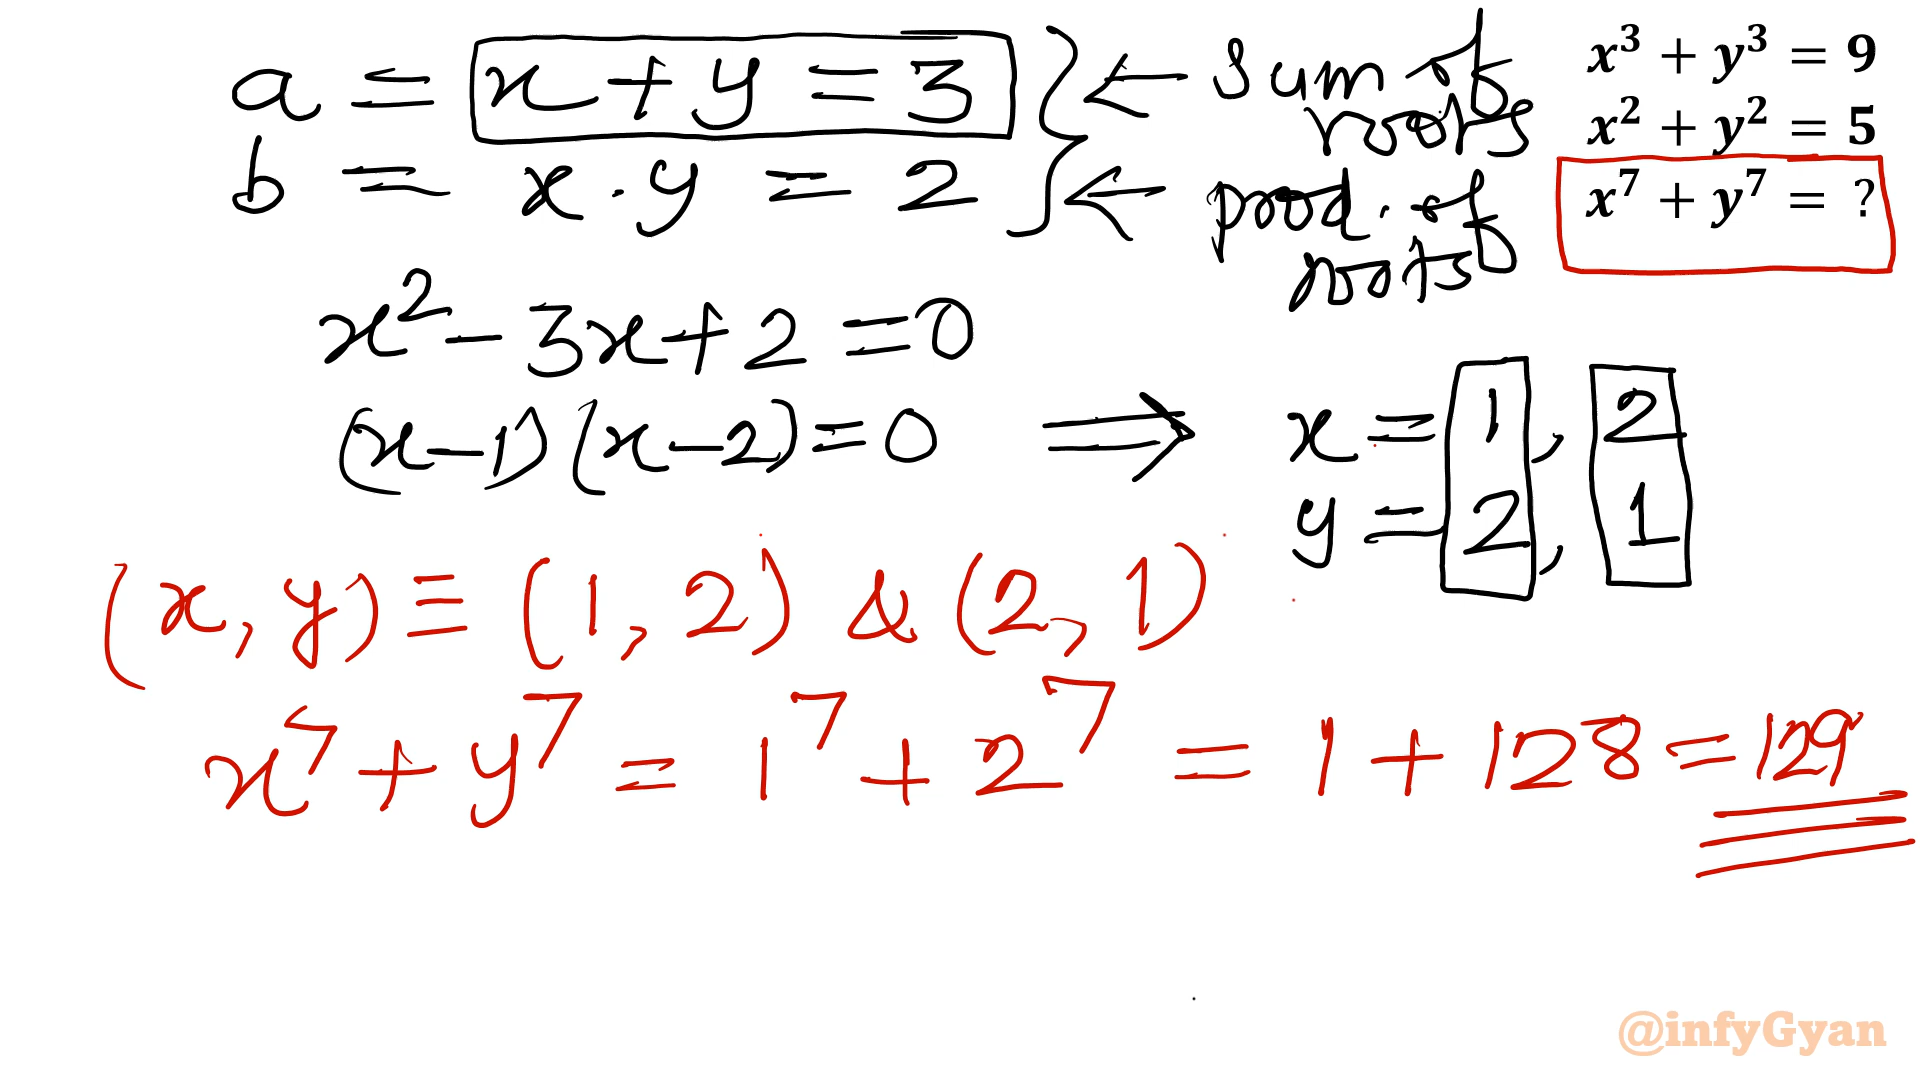 a = x + y = 3 } ← sum of roots
b = x . y = 2 } ← prod. of roots
x³ + y³ = 9
x² + y² = 5
x⁷ + y⁷ = ?
x² - 3x + 2 = 0
(x-1)(x-2) = 0 ⟹ x = 1, 2
y = 2, 1
(x, y) ≡ (1, 2) & (2, 1)
x⁷ + y⁷ = 1⁷ + 2⁷ = 1 + 128 = 129
@infyGyan